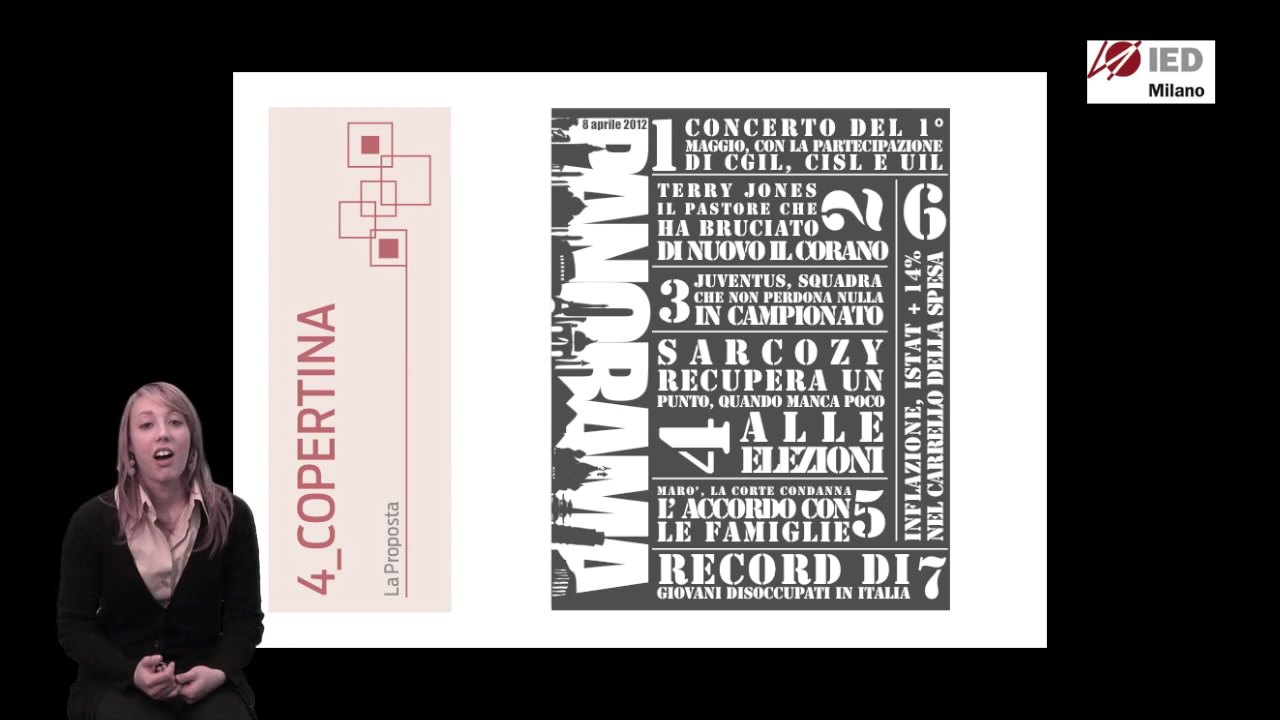 IED
Milano
4_COPERTINA
La Proposta
8 aprile 2012
PANORAMA
1 CONCERTO DEL 1°
MAGGIO, CON LA PARTECIPAZIONE
DI CGIL, CISL E UIL
TERRY JONES
IL PASTORE CHE
HA BRUCIATO
2
DI NUOVO IL CORANO
3 JUVENTUS, SQUADRA
CHE NON PERDONA NULLA
IN CAMPIONATO
SARCOZY
RECUPERA UN
PUNTO, QUANDO MANCA POCO
4 ALLE
ELEZIONI
MARO', LA CORTE CONDANNA
L' ACCORDO CON
LE FAMIGLIE
5
6
INFLAZIONE, ISTAT + 14%
NEL CARRELLO DELLA SPESA
RECORD DI 7
GIOVANI DISOCCUPATI IN ITALIA